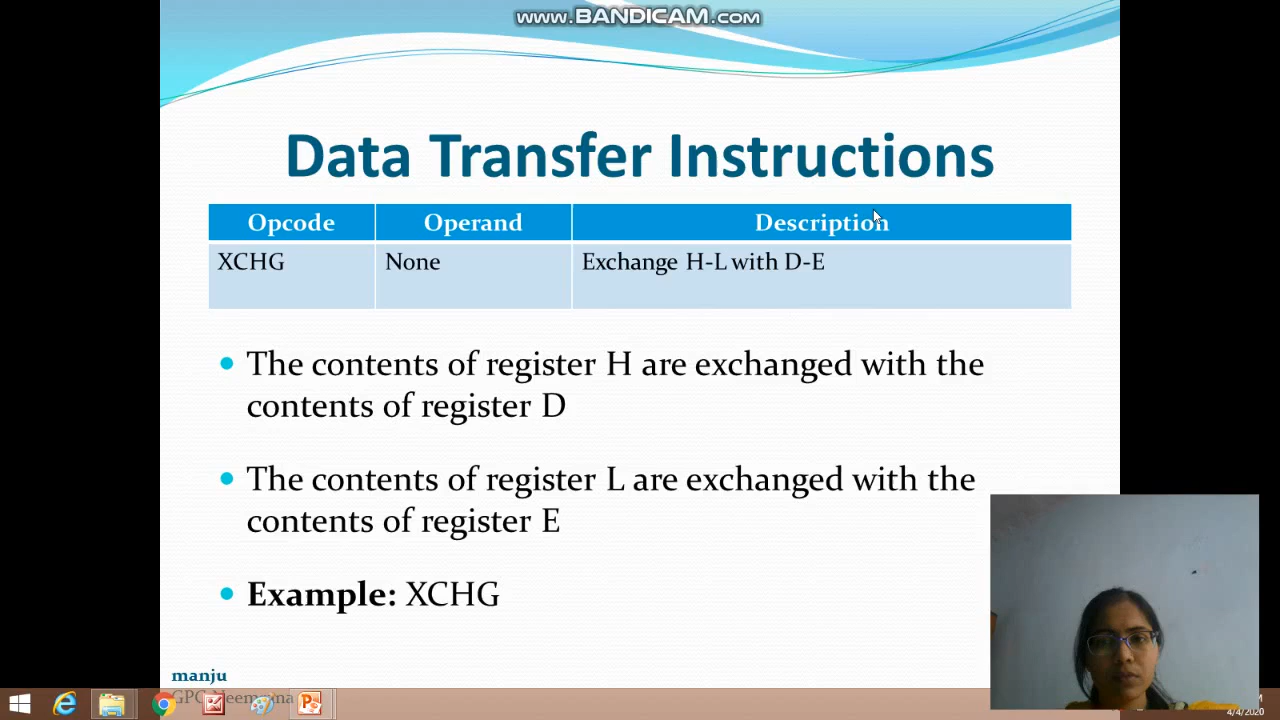 www.BANDICAM.com
Data Transfer Instructions
Opcode Operand Description
XCHG None Exchange H-L with D-E
The contents of register H are exchanged with the
contents of register D
The contents of register L are exchanged with the
contents of register E
Example: XCHG
manju
4/4/2020